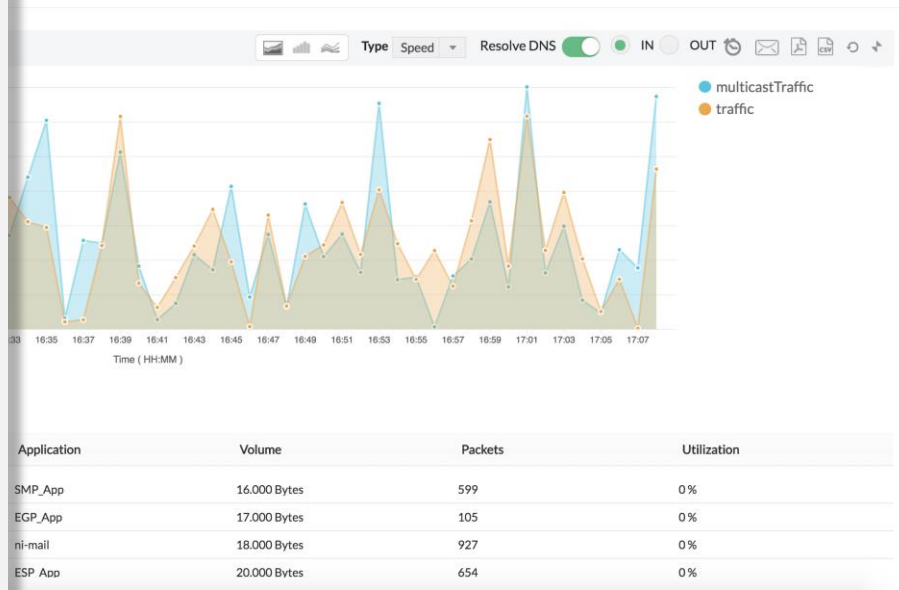 Type Speed Resolve DNS IN OUT CSV
multicastTraffic
traffic
:33 16:35 16:37 16:39 16:41 16:43 16:45 16:47 16:49 16:51 16:53 16:55 16:57 16:59 17:01 17:03 17:05 17:07
Time ( HH:MM )
Application Volume Packets Utilization
SMP_App 16.000 Bytes 599 0 %
EGP_App 17.000 Bytes 105 0 %
ni-mail 18.000 Bytes 927 0 %
ESP_App 20.000 Bytes 654 0 %